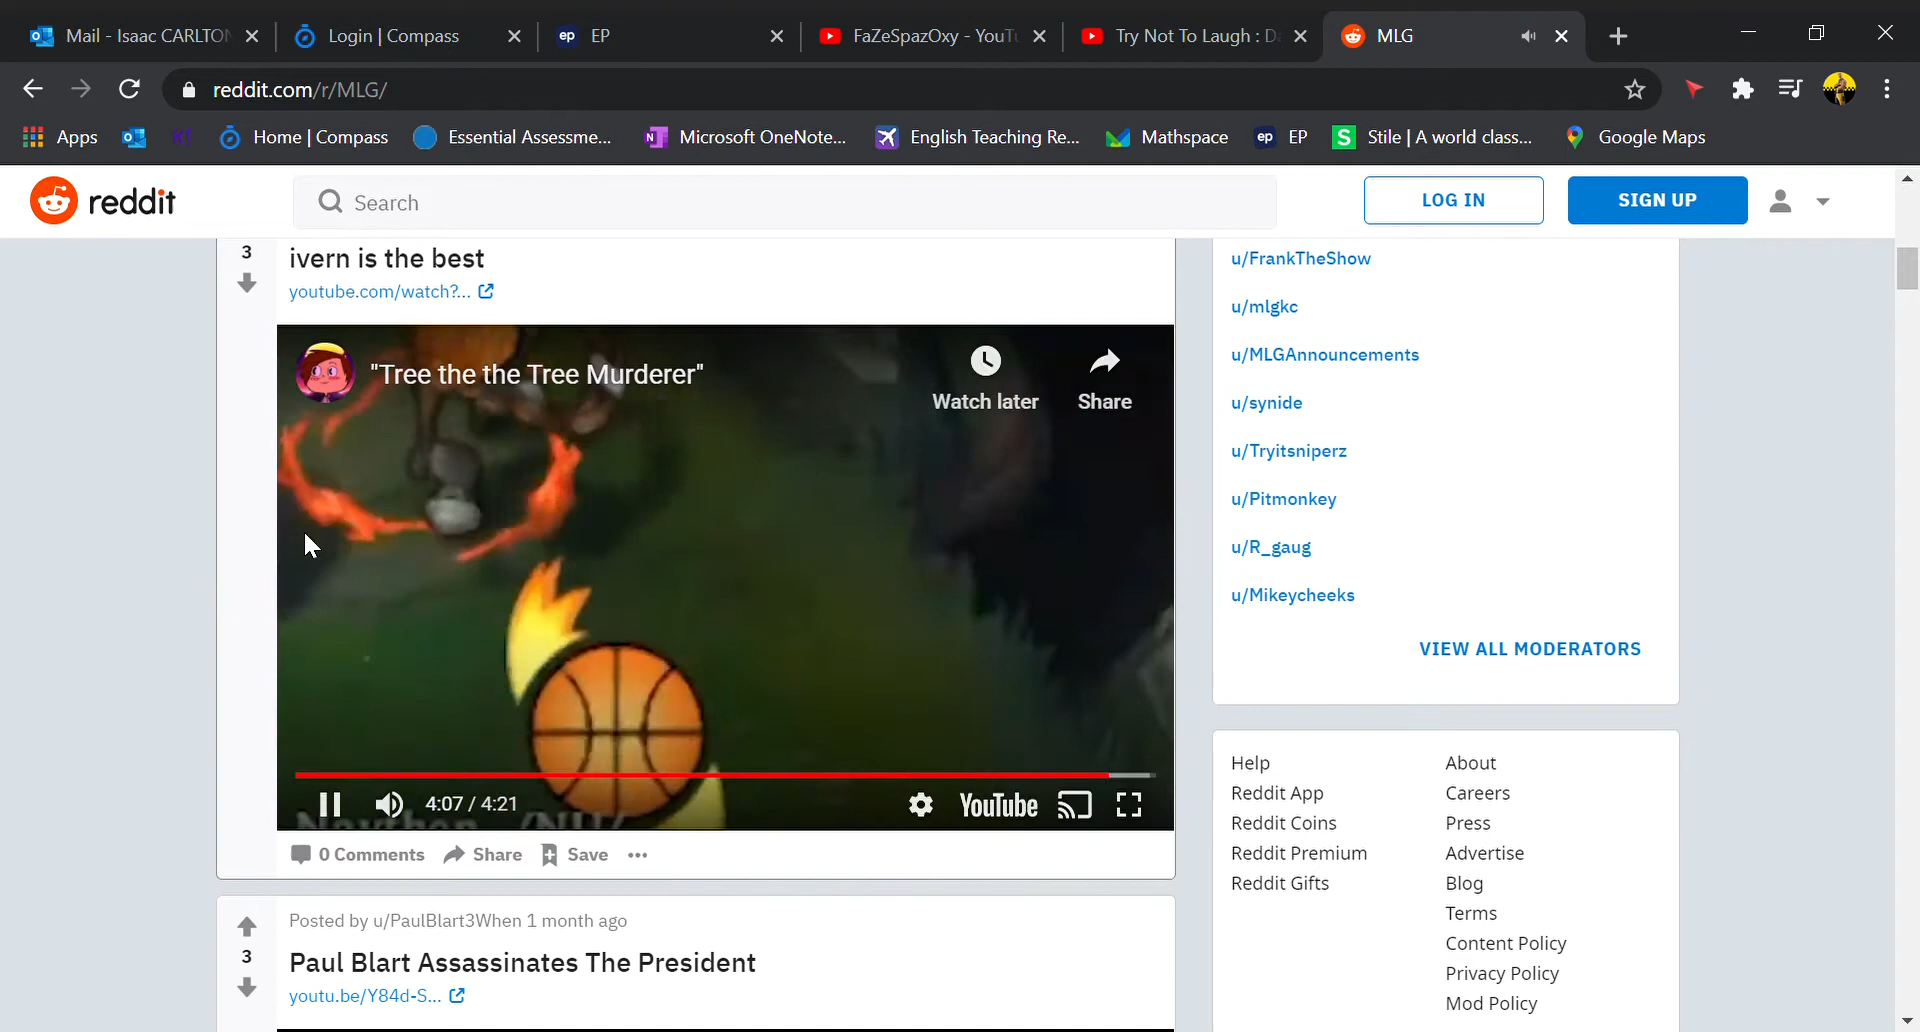 Mail - Isaac CARLTON
Login | Compass
ep EP
FaZeSpazOxy - YouTu
Try Not To Laugh : Da
MLG
reddit.com/r/MLG/
Apps
Home | Compass
Essential Assessme...
Microsoft OneNote...
English Teaching Re...
Mathspace
ep EP
S Stile | A world class...
Google Maps
reddit
Search
LOG IN
SIGN UP
3
ivern is the best
youtube.com/watch?...
"Tree the the Tree Murderer"
Watch later
Share
4:07 / 4:21
YouTube
0 Comments
Share
Save
Posted by u/PaulBlart3When 1 month ago
3
Paul Blart Assassinates The President
youtu.be/Y84d-S...
u/FrankTheShow
u/mlgkc
u/MLGAnnouncements
u/synide
u/Tryitsniperz
u/Pitmonkey
u/R_gaug
u/Mikeycheeks
VIEW ALL MODERATORS
Help
Reddit App
Reddit Coins
Reddit Premium
Reddit Gifts
About
Careers
Press
Advertise
Blog
Terms
Content Policy
Privacy Policy
Mod Policy